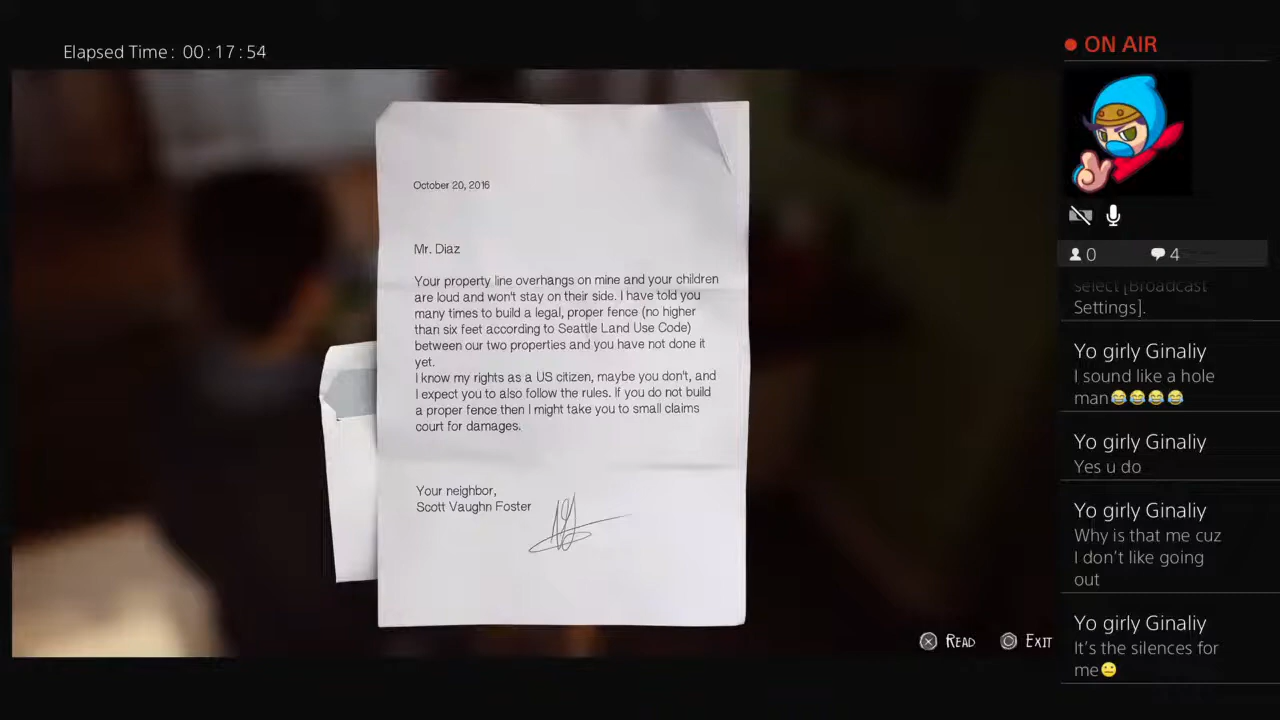 Elapsed Time: 00:17:54
ON AIR
October 20, 2016
Mr. Diaz
Your property line overhangs on mine and your children
are loud and won't stay on their side. I have told you
many times to build a legal, proper fence (no higher
than six feet according to Seattle Land Use Code)
between our two properties and you have not done it
yet.
I know my rights as a US citizen, maybe you don't, and
I expect you to also follow the rules. If you do not build
a proper fence then I might take you to small claims
court for damages.
Your neighbor,
Scott Vaughn Foster
READ
EXIT
0
4
select [Broadcast
Settings].
Yo girly Ginaliy
I sound like a hole
man😂😂😂😂
Yo girly Ginaliy
Yes u do
Yo girly Ginaliy
Why is that me cuz
I don't like going
out
Yo girly Ginaliy
It's the silences for
me😐